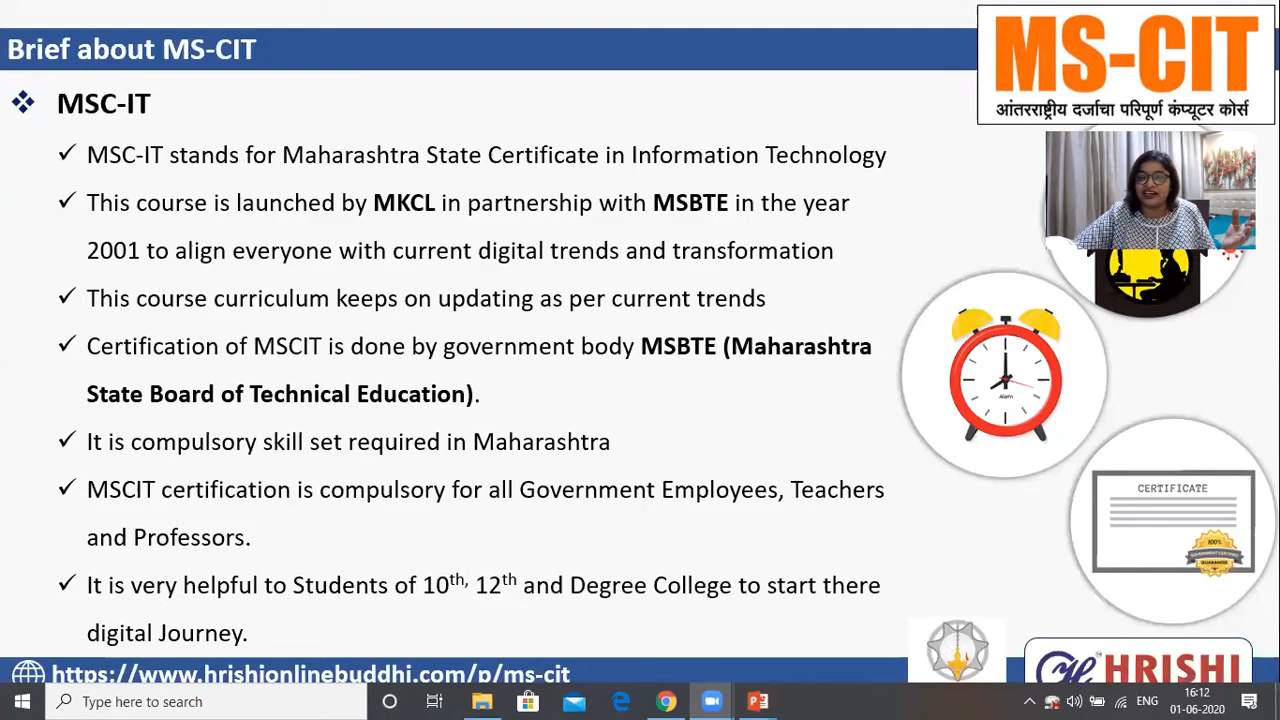 Brief about MS-CIT
MS-CIT
आंतरराष्ट्रीय दर्जाचा परिपूर्ण कंप्यूटर कोर्स
MSC-IT
MSC-IT stands for Maharashtra State Certificate in Information Technology
This course is launched by MKCL in partnership with MSBTE in the year
2001 to align everyone with current digital trends and transformation
This course curriculum keeps on updating as per current trends
Certification of MSCIT is done by government body MSBTE (Maharashtra
State Board of Technical Education).
It is compulsory skill set required in Maharashtra
MSCIT certification is compulsory for all Government Employees, Teachers
and Professors.
It is very helpful to Students of 10th, 12th and Degree College to start there
digital Journey.
Alarm
CERTIFICATE
100%
GUARANTEE
https://www.hrishionlinebuddhi.com/p/ms-cit
HRISHI
Type here to search
ENG
16:12
01-06-2020